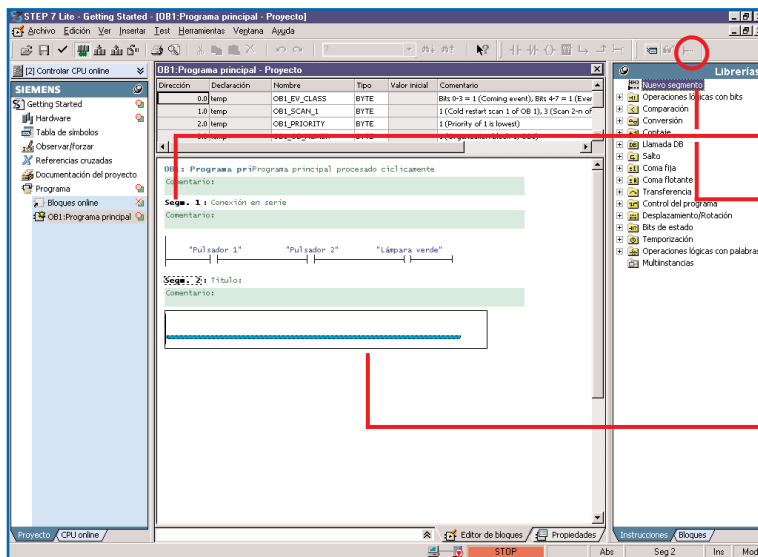 STEP 7 Lite - Getting Started - [OB1:Programa principal - Proyecto]
Archivo Edición Ver Insertar Test Herramientas Ventana Ayuda
?
[2] Controlar CPU online
SIEMENS
Getting Started
Hardware
Tabla de símbolos
Observar/forzar
Referencias cruzadas
Documentación del proyecto
Programa
Bloques online
OB1:Programa principal
Proyecto CPU online
OB1:Programa principal - Proyecto
Dirección Declaración Nombre Tipo Valor inicial Comentario
0.0 temp OB1_EV_CLASS BYTE Bits 0-3 = 1 (Coming event), Bits 4-7 = 1 (Ever
1.0 temp OB1_SCAN_1 BYTE 1 (Cold restart scan 1 of OB 1), 3 (Scan 2-n of
2.0 temp OB1_PRIORITY BYTE 1 (Priority of 1 is lowest)
OB1: Programa priPrograma principal procesado cíclicamente
Comentario:
Segm. 1: Conexión en serie
Comentario:
"Pulsador 1" "Pulsador 2" "Lámpara verde"
Segm. 2: Título:
Comentario:
Editor de bloques Propiedades
Librerías
Nuevo segmento
Operaciones lógicas con bits
Comparación
Conversión
Contaje
Llamada DB
Salto
Coma fija
Coma flotante
Transferencia
Control del programa
Desplazamiento/Rotación
Bits de estado
Temporización
Operaciones lógicas con palabras
Multiinstancias
Instrucciones Bloques
STOP Abs Seg 2 Ins Mod